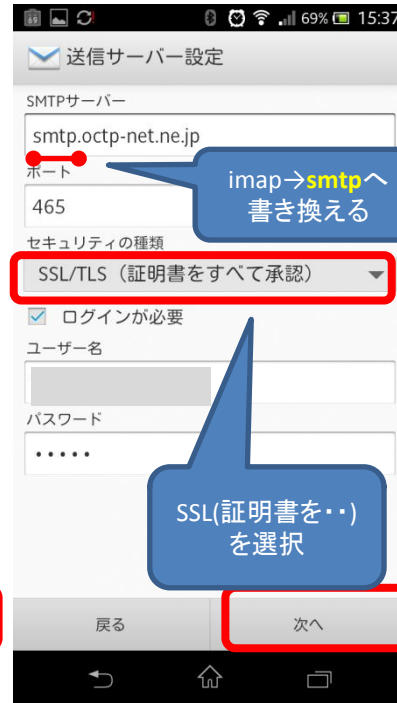 69% 15:37
送信サーバー設定
SMTPサーバー
smtp.octp-net.ne.jp
ポート
imap→smtpへ
書き換える
465
セキュリティの種類
SSL/TLS（証明書をすべて承認）
ログインが必要
ユーザー名
パスワード
•••••
SSL(証明書を・・)
を選択
戻る
次へ